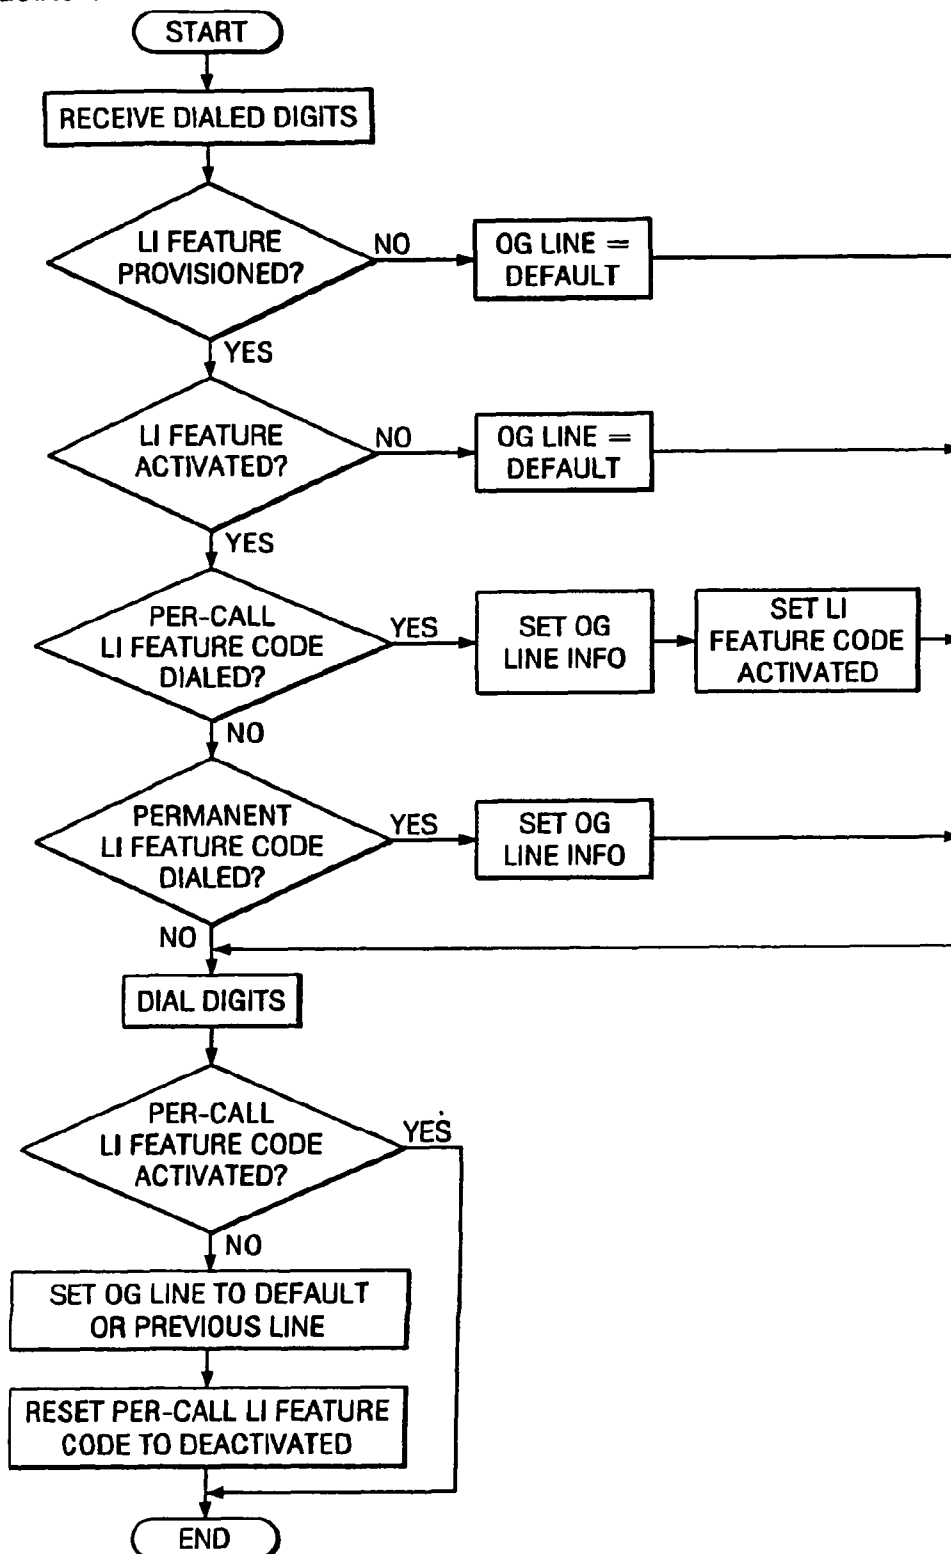 START
RECEIVE DIALED DIGITS
LI FEATURE
PROVISIONED?
NO
OG LINE =
DEFAULT
YES
LI FEATURE
ACTIVATED?
NO
OG LINE =
DEFAULT
YES
PER-CALL
LI FEATURE CODE
DIALED?
YES
SET OG
LINE INFO
SET LI
FEATURE CODE
ACTIVATED
NO
PERMANENT
LI FEATURE CODE
DIALED?
YES
SET OG
LINE INFO
NO
DIAL DIGITS
PER-CALL
LI FEATURE CODE
ACTIVATED?
YES
NO
SET OG LINE TO DEFAULT
OR PREVIOUS LINE
RESET PER-CALL LI FEATURE
CODE TO DEACTIVATED
END